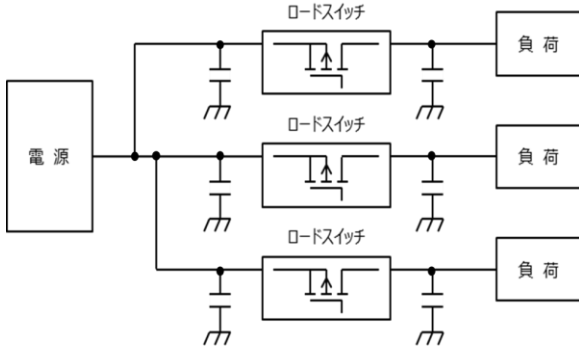 ロードスイッチ
負 荷
ロードスイッチ
電 源
負 荷
ロードスイッチ
負 荷